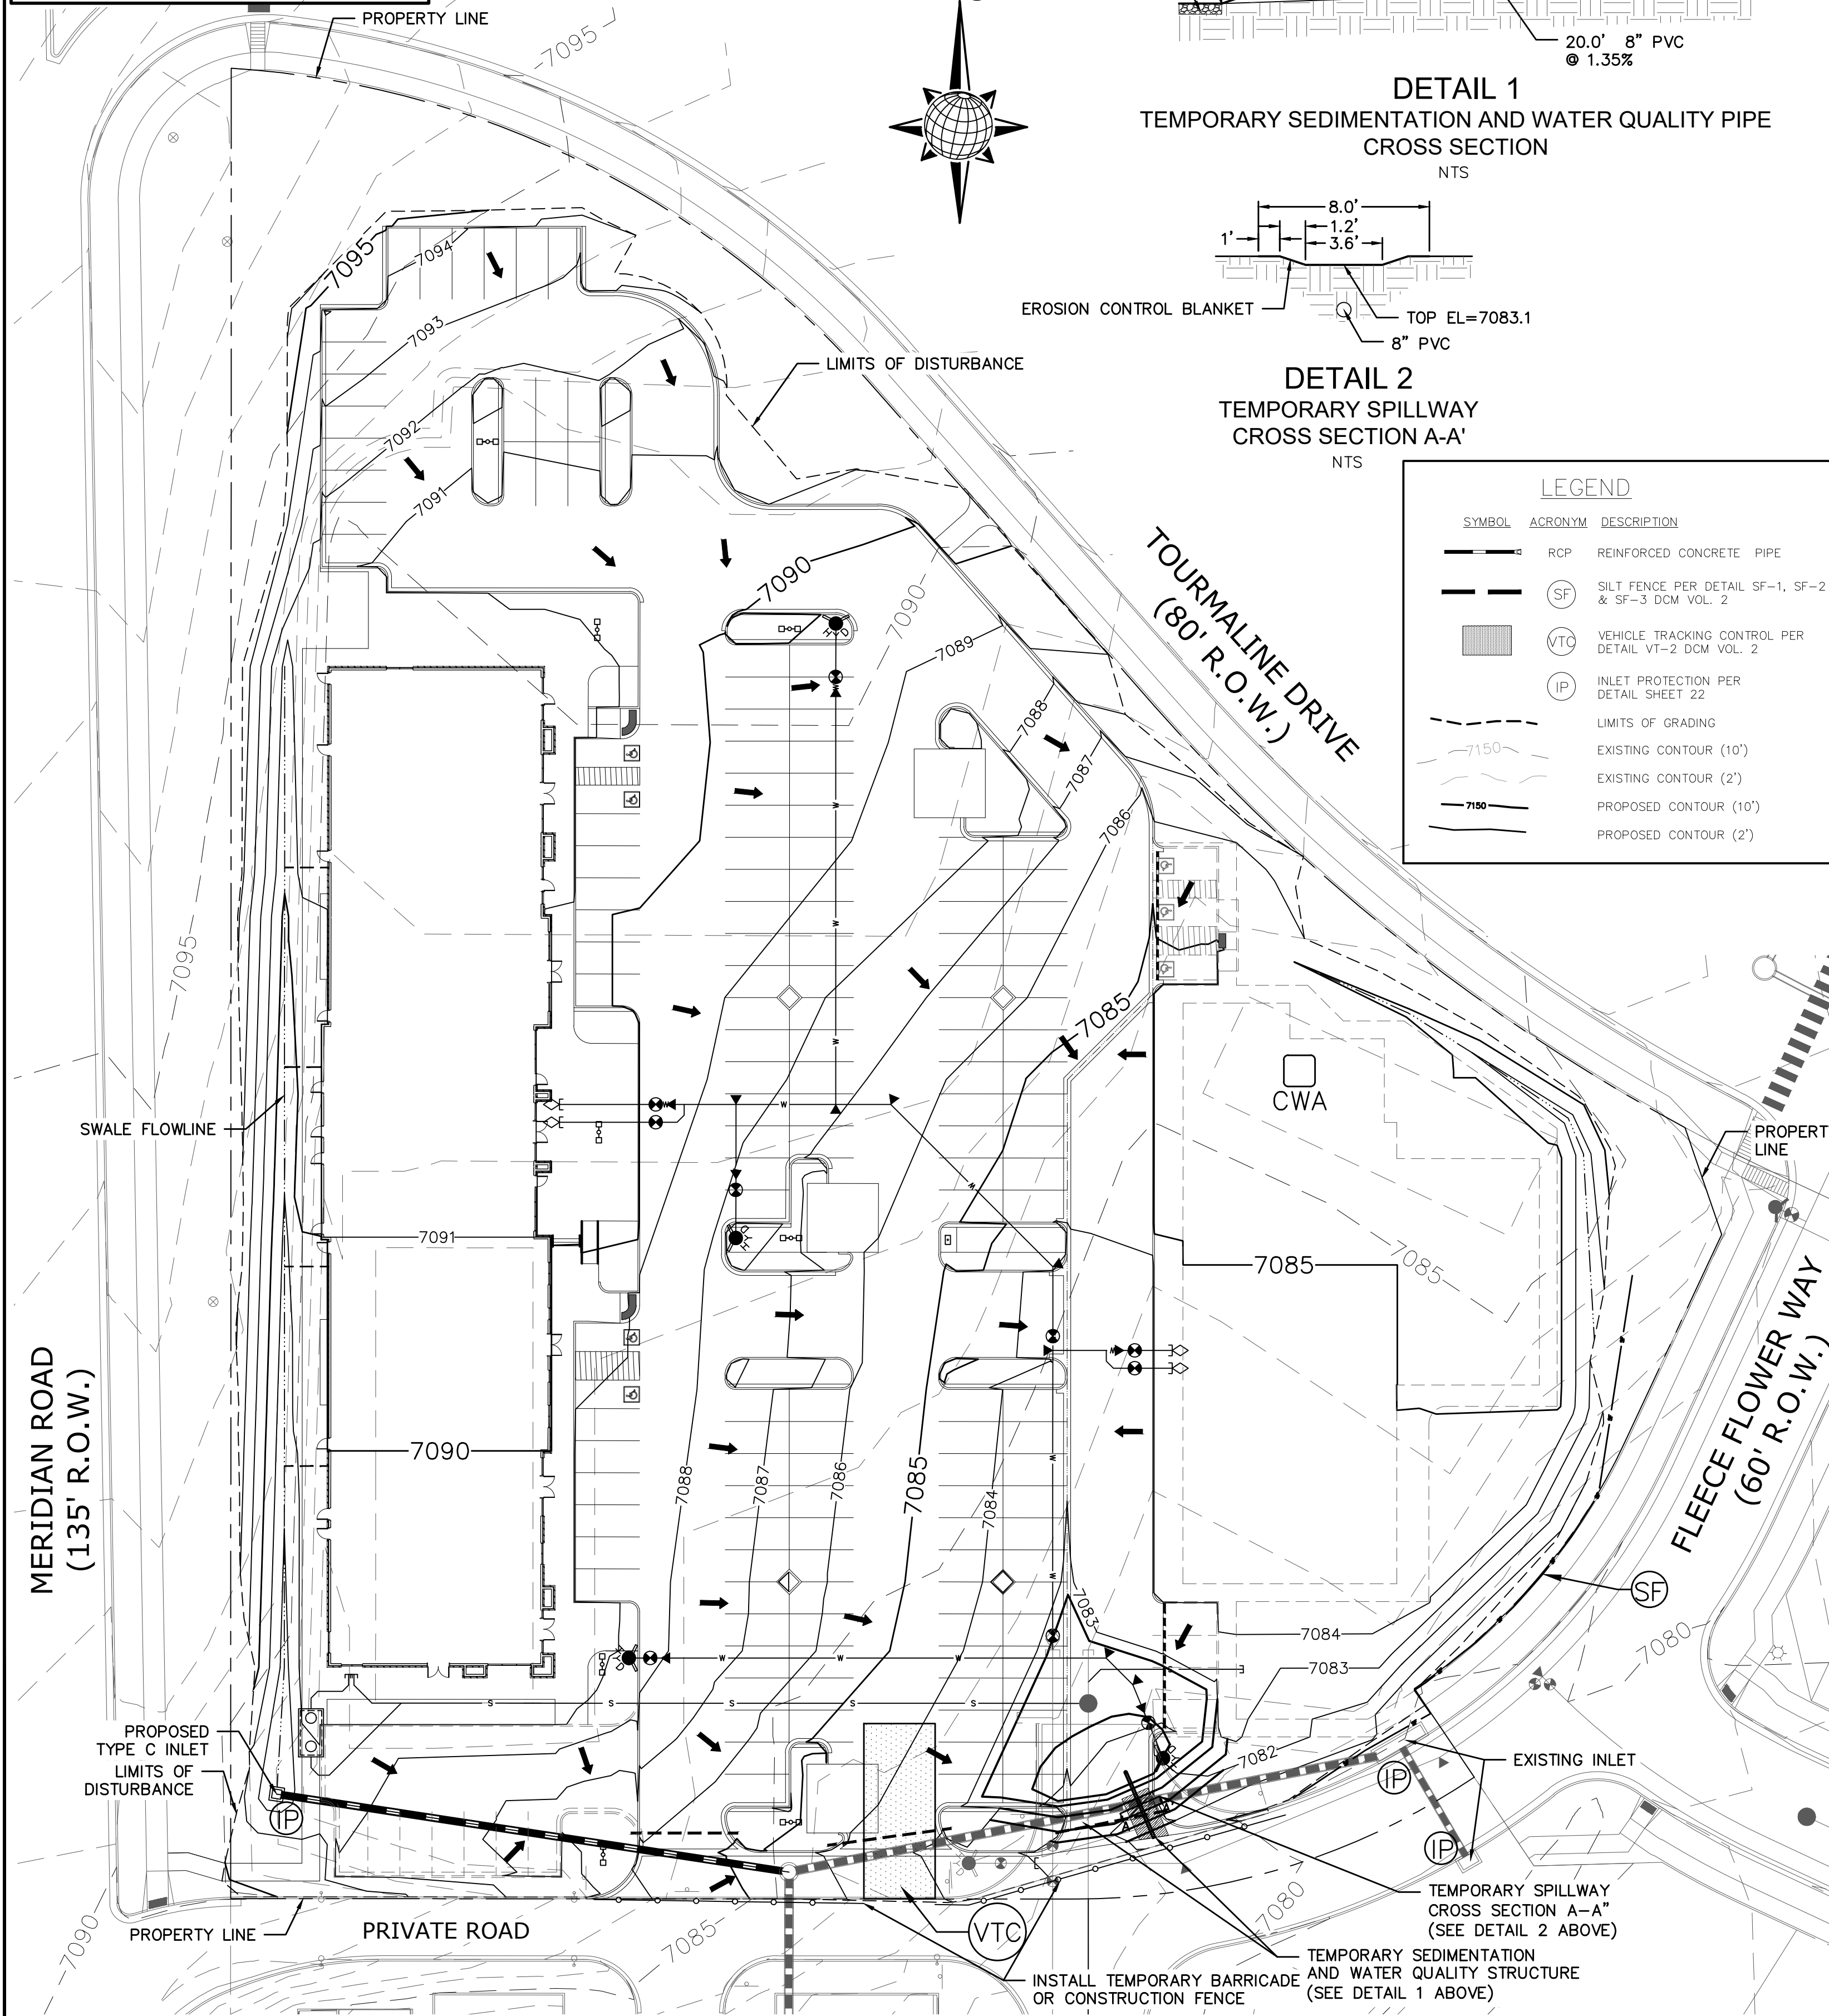 PROPERTY LINE
7095
20.0' 8" PVC
@ 1.35%
DETAIL 1
TEMPORARY SEDIMENTATION AND WATER QUALITY PIPE
CROSS SECTION
NTS
8.0'
1.2'
1'
3.6'
EROSION CONTROL BLANKET
TOP EL=7083.1
8" PVC
DETAIL 2
TEMPORARY SPILLWAY
CROSS SECTION A-A'
NTS
LEGEND
SYMBOL ACRONYM DESCRIPTION
RCP REINFORCED CONCRETE PIPE
SF SILT FENCE PER DETAIL SF-1, SF-2
& SF-3 DCM VOL. 2
VTC VEHICLE TRACKING CONTROL PER
DETAIL VT-2 DCM VOL. 2
IP INLET PROTECTION PER
DETAIL SHEET 22
LIMITS OF GRADING
7150 EXISTING CONTOUR (10')
EXISTING CONTOUR (2')
7150 PROPOSED CONTOUR (10')
PROPOSED CONTOUR (2')
7095
7094
7093
LIMITS OF DISTURBANCE
7092
7091
7090
7090
7089
TOURMALINE DRIVE
(80' R.O.W.)
HYD
7088
7087
7086
W
W
7095
7085
W
CWA
SWALE FLOWLINE
W
W
PROPERT
LINE
W
7091
HYD
7085
7085
MERIDIAN ROAD
(135' R.O.W.)
W
FLEECE FLOWER WAY
(60' R.O.W.)
7090
7088
7087
7086
7085
7084
W
W
SF
7083
7084
7083
7080
W
W
W
S
S
S
S
S
PROPOSED
TYPE C INLET
LIMITS OF
DISTURBANCE
IP
7082
EXISTING INLET
IP
IP
TEMPORARY SPILLWAY
CROSS SECTION A-A"
(SEE DETAIL 2 ABOVE)
7090
PROPERTY LINE
PRIVATE ROAD
7085
VTC
7080
INSTALL TEMPORARY BARRICADE
OR CONSTRUCTION FENCE
TEMPORARY SEDIMENTATION
AND WATER QUALITY STRUCTURE
(SEE DETAIL 1 ABOVE)